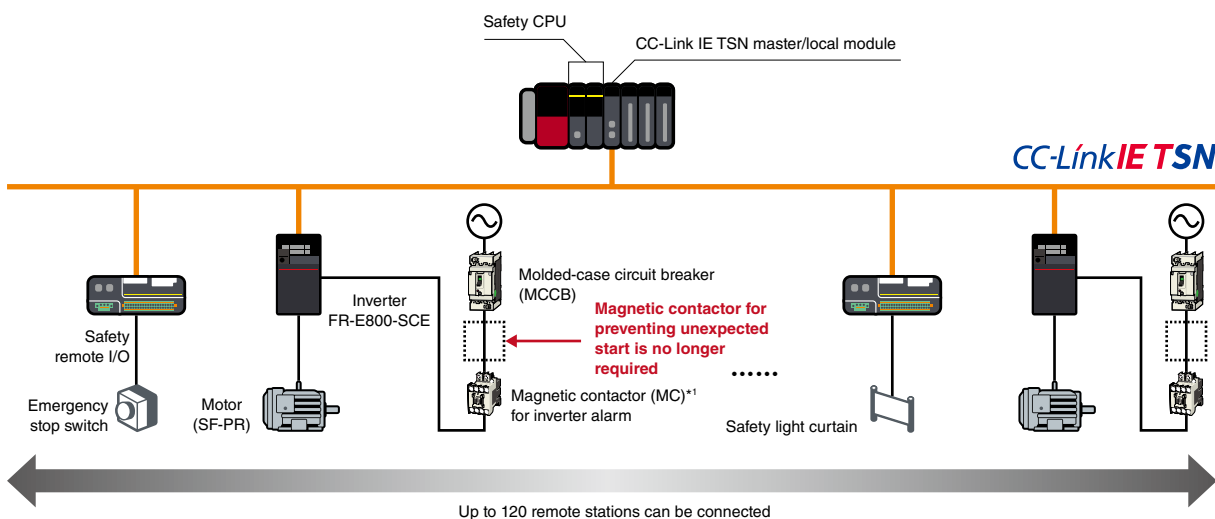 Safety CPU
CC-Link IE TSN master/local module
CC-Link IE TSN
Molded-case circuit breaker
(MCCB)
Inverter
FR-E800-SCE
Magnetic contactor for
preventing unexpected
start is no longer
required
Safety
remote I/O
......
Emergency
stop switch
Motor
(SF-PR)
Magnetic contactor (MC)*1
for inverter alarm
Safety light curtain
Up to 120 remote stations can be connected